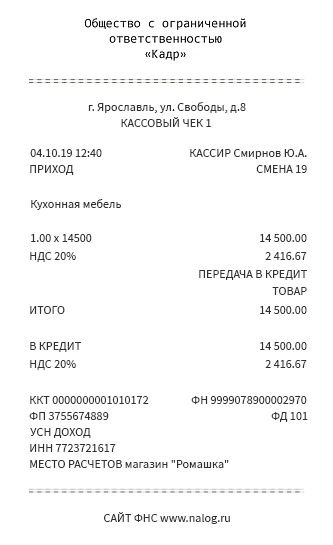 Общество с ограниченной
ответственностью
«Кадр»
г. Ярославль, ул. Свободы, д.8
КАССОВЫЙ ЧЕК 1
04.10.19 12:40 КАССИР Смирнов Ю.А.
ПРИХОД СМЕНА 19
Кухонная мебель
1.00 х 14500 14 500.00
НДС 20% 2 416.67
ПЕРЕДАЧА В КРЕДИТ
ТОВАР
ИТОГО 14 500.00
В КРЕДИТ 14 500.00
НДС 20% 2 416.67
ККТ 0000000001010172 ФН 9999078900002970
ФП 3755674889 ФД 101
УСН ДОХОД
ИНН 7723721617
МЕСТО РАСЧЕТОВ магазин "Ромашка"
САЙТ ФНС www.nalog.ru